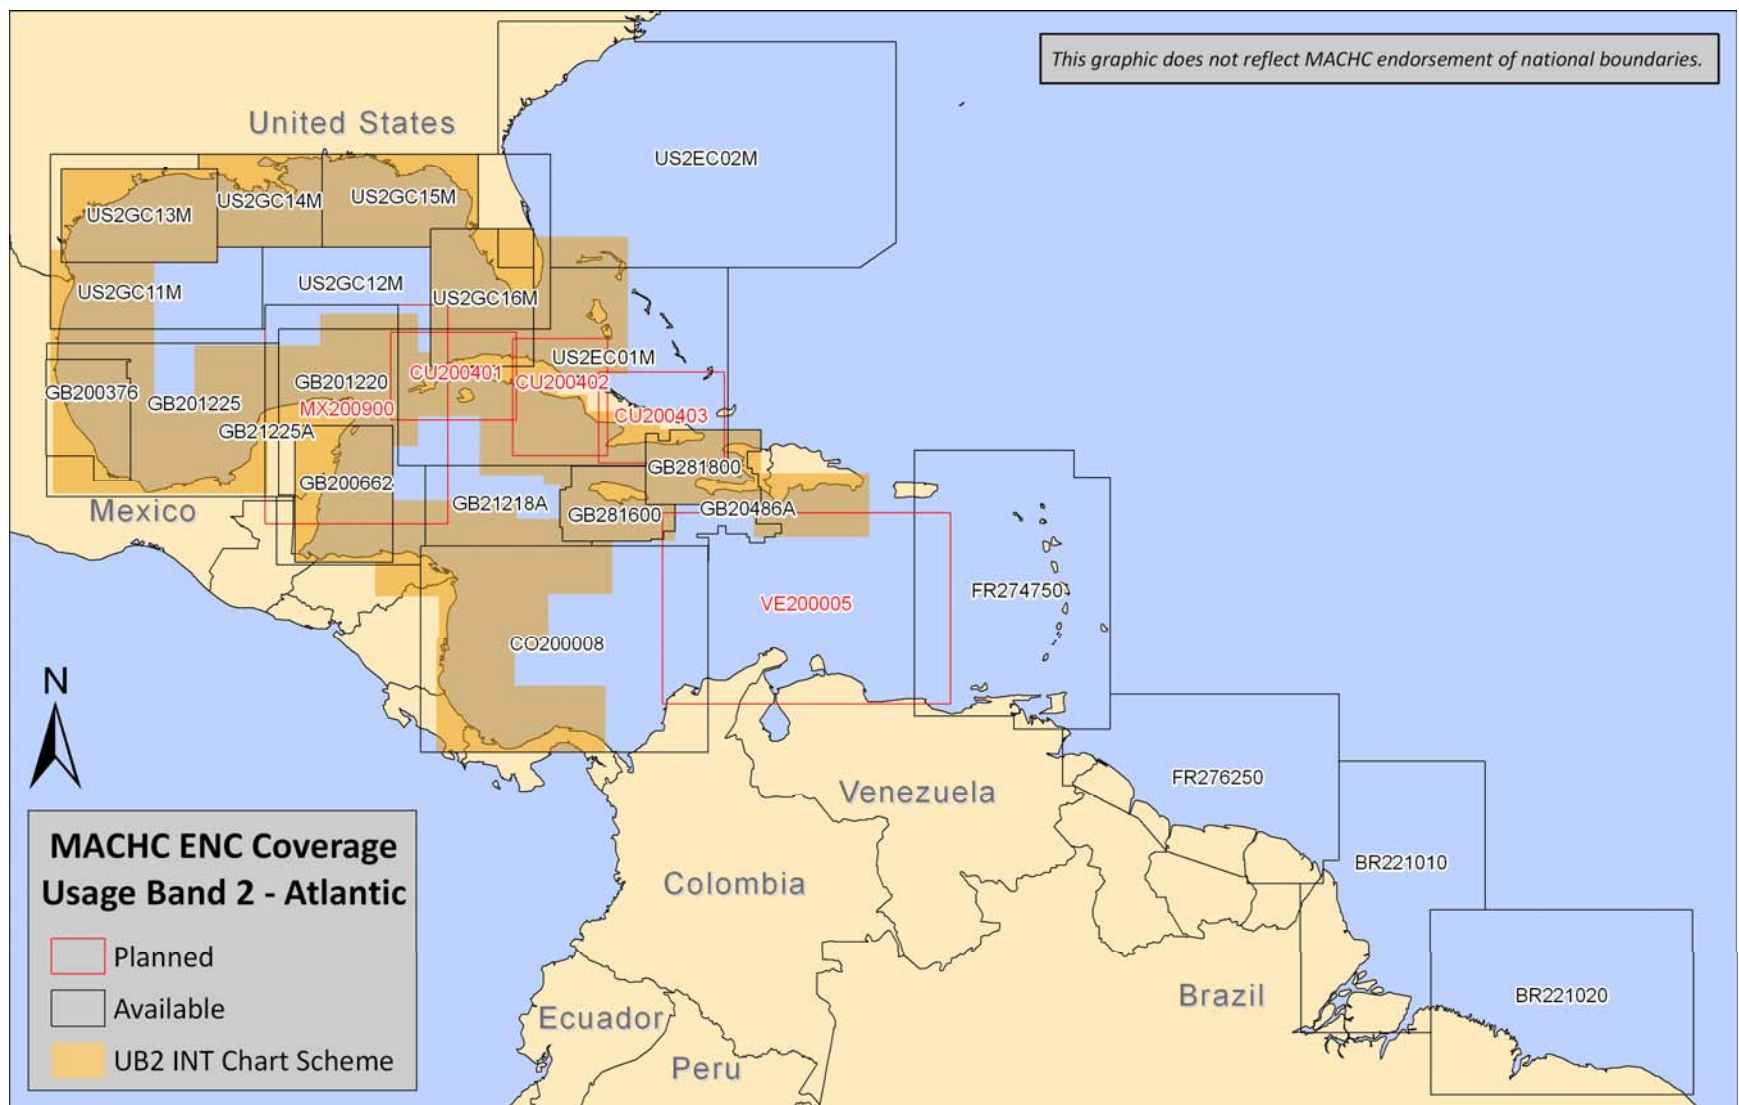 This graphic does not reflect MACHC endorsement of national boundaries.
United States
US2EC02M
US2GC13M
US2GC14M
US2GC15M
US2GC11M
US2GC12M
US2GC16M
US2EC01M
GB200376
GB201225
GB201220
CU200401
CU200402
MX200900
CU200403
GB21225A
GB200662
GB281800
GB21218A
GB281600
GB20486A
Mexico
FR274750
VE200005
CO200008
N
FR276250
Venezuela
BR221010
Colombia
Brazil
BR221020
Ecuador
Peru
MACHC ENC Coverage
Usage Band 2 - Atlantic
Planned
Available
UB2 INT Chart Scheme